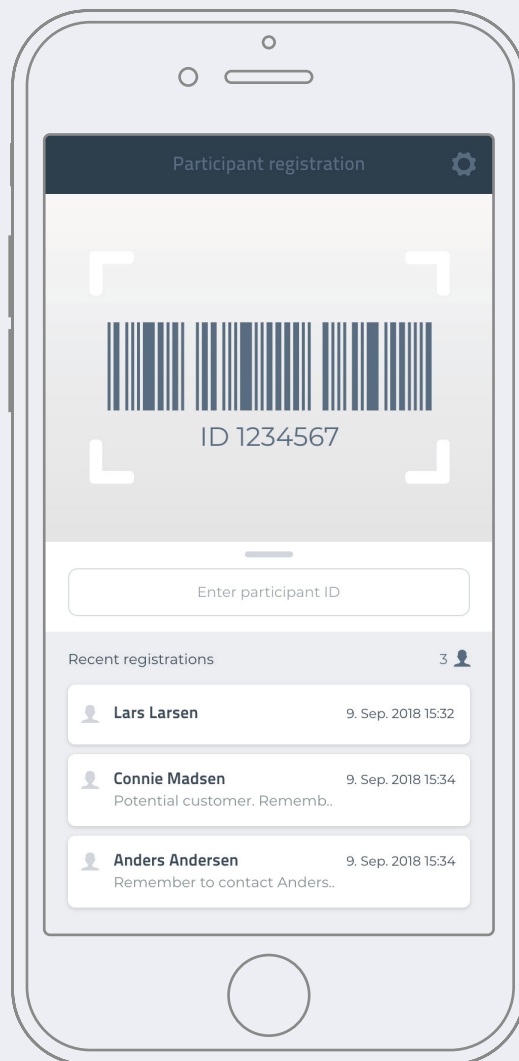 Participant registration
ID 1234567
Enter participant ID
Recent registrations
3
Lars Larsen
9. Sep. 2018 15:32
Connie Madsen
9. Sep. 2018 15:34
Potential customer. Rememb..
Anders Andersen
9. Sep. 2018 15:34
Remember to contact Anders..